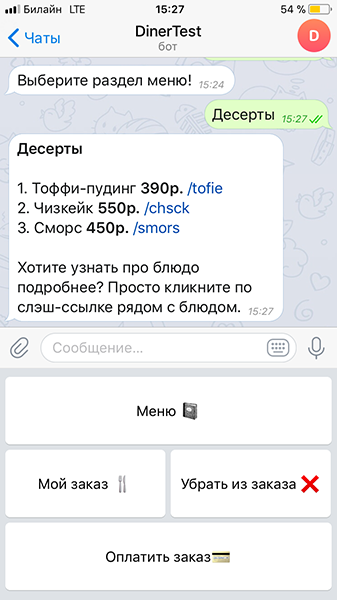 Билайн LTE 15:27 54 %
Чаты DinerTest D
бот
Выберите раздел меню! 15:24
Десерты 15:27
Десерты
1. Тоффи-пудинг 390р. /tofie
2. Чизкейк 550р. /chsck
3. Сморс 450р. /smors
Хотите узнать про блюдо
подробнее? Просто кликните по
слэш-ссылке рядом с блюдом. 15:27
Сообщение...
Меню
Мой заказ Убрать из заказа
Оплатить заказ